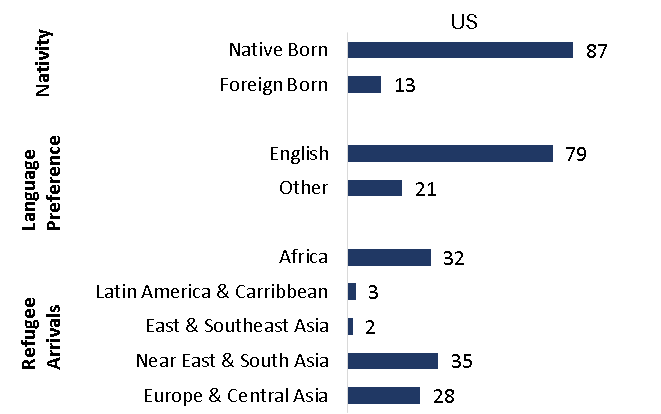 US
Nativity
Native Born 87
Foreign Born 13
Language
Preference
English 79
Other 21
Refugee
Arrivals
Africa 32
Latin America & Carribbean 3
East & Southeast Asia 2
Near East & South Asia 35
Europe & Central Asia 28